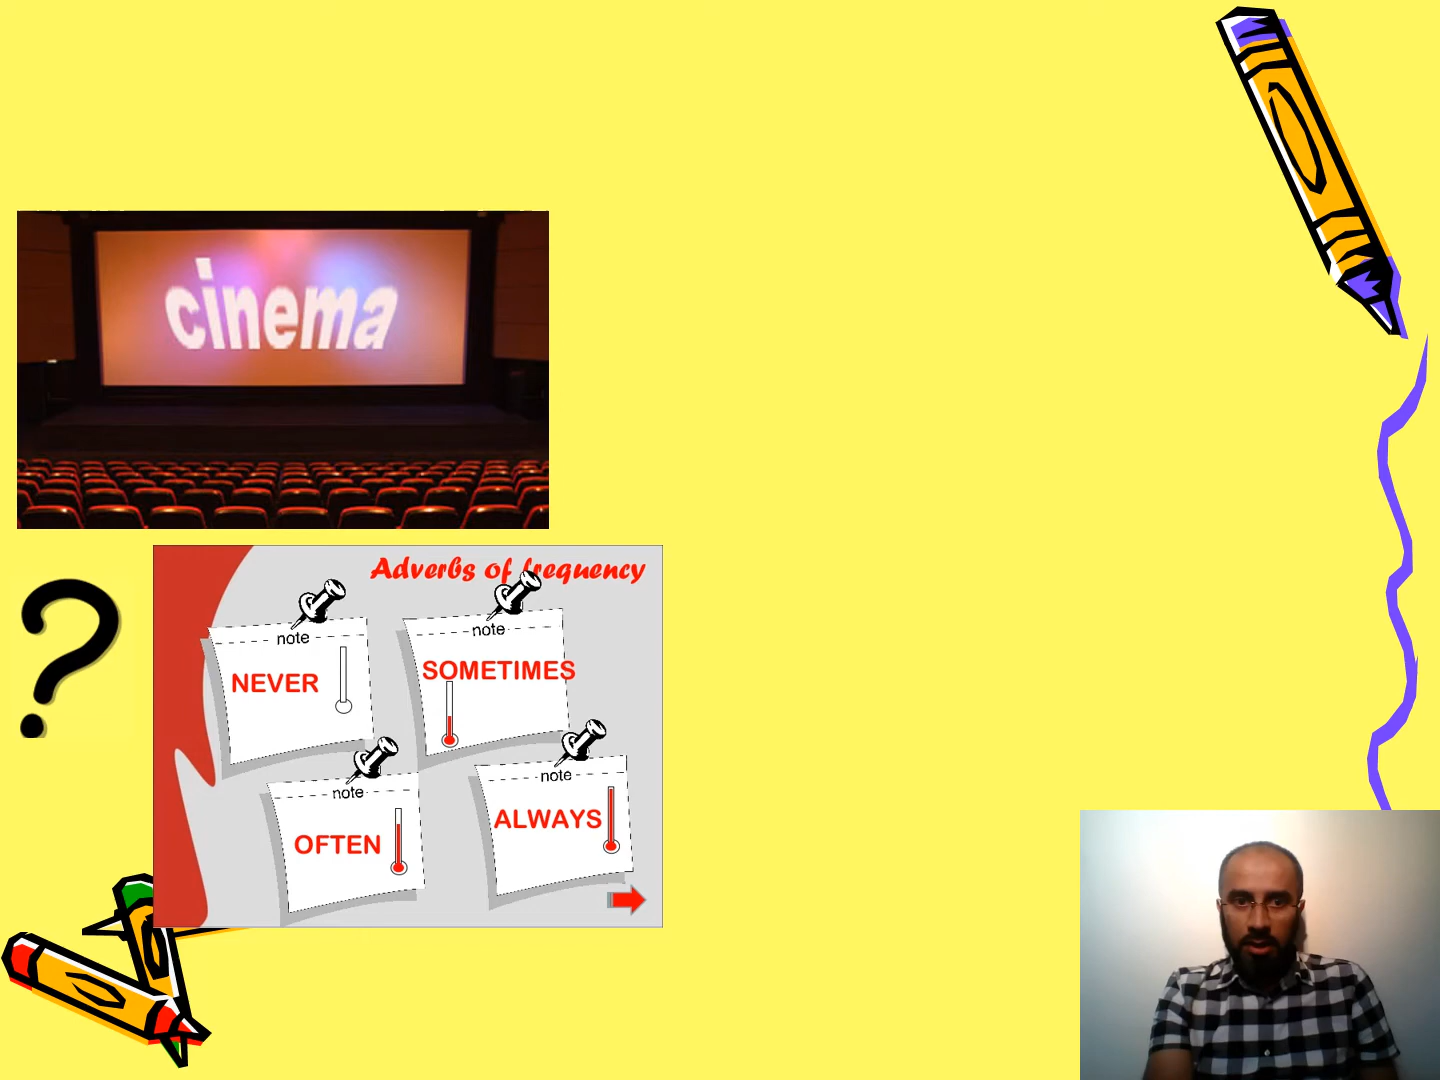 cinema
?
Adverbs of frequency
note
NEVER
note
SOMETIMES
note
OFTEN
note
ALWAYS